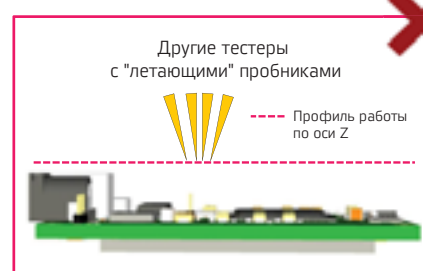 Другие тестеры
с "летающими" пробниками
Профиль работы
по оси Z